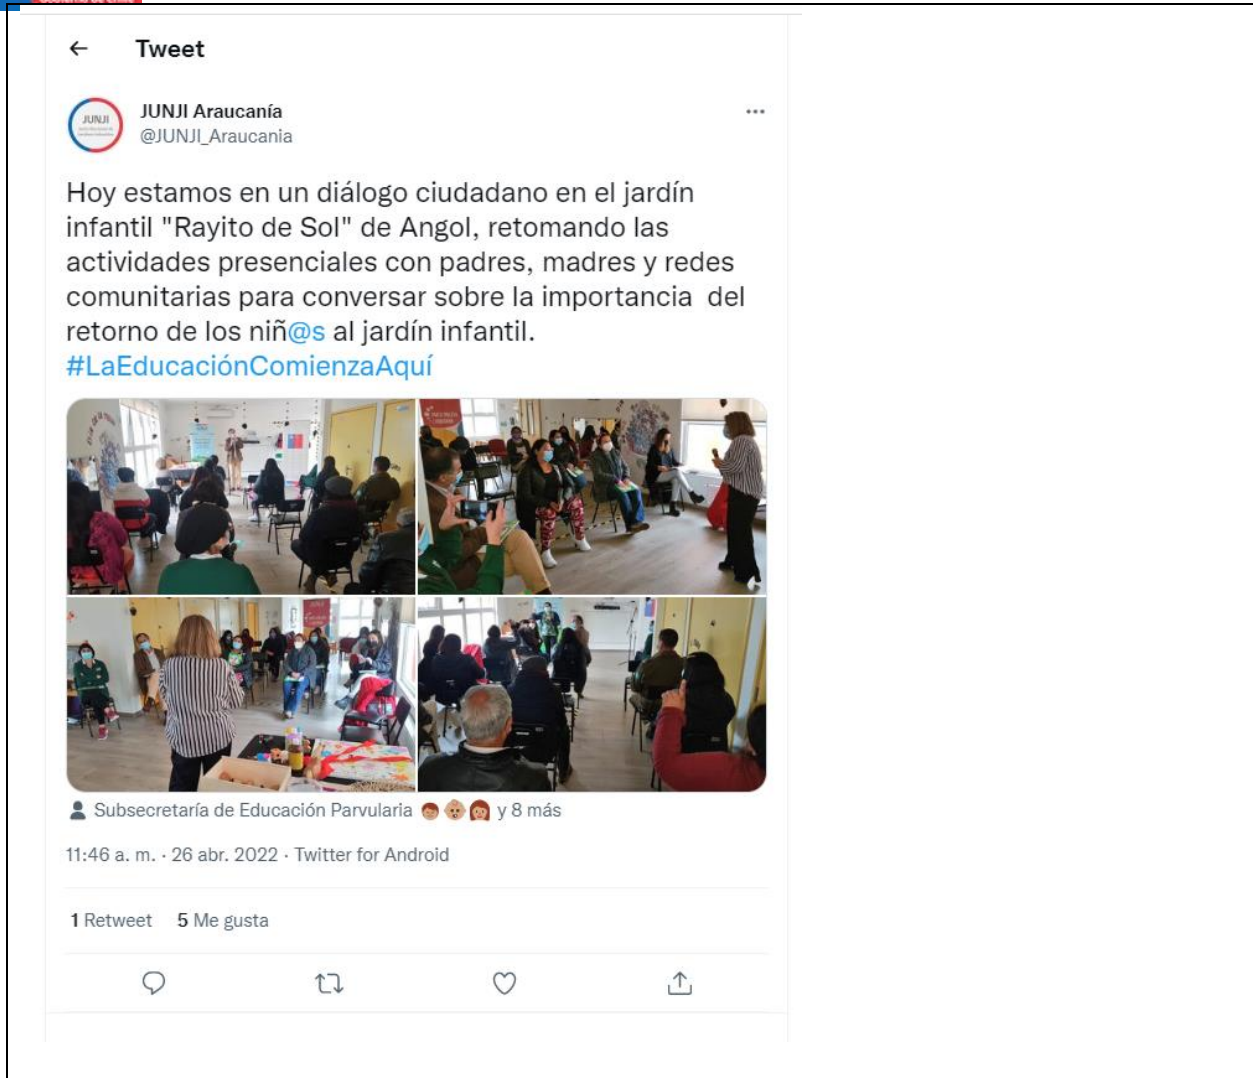 Tweet
JUNJI
JUNJI Araucanía
@JUNJI_Araucania
Hoy estamos en un diálogo ciudadano en el jardín
infantil "Rayito de Sol" de Angol, retomando las
actividades presenciales con padres, madres y redes
comunitarias para conversar sobre la importancia  del
retorno de los niñ@s al jardín infantil.
#LaEducaciónComienzaAquí
JUNJI
Subsecretaría de Educación Parvularia y 8 más
11:46 a. m. · 26 abr. 2022 · Twitter for Android
1 Retweet 5 Me gusta